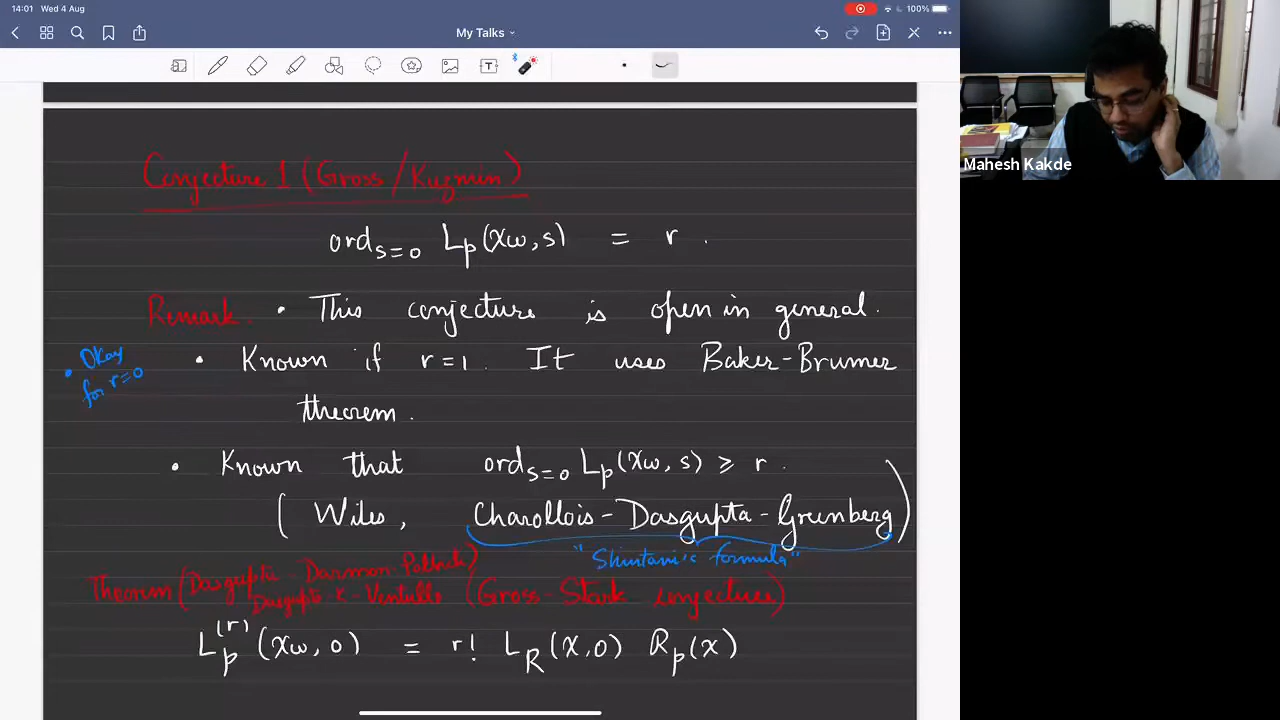 14:01 Wed 4 Aug
100%
My Talks
Conjecture 1 (Gross/Kuzmin)
ord_{s=0} L_p(χω, s) = r .
Remark. • This conjecture is open in general.
• Okay for r=0
• Known if r=1. It uses Baker-Brumer
theorem.
• Known that ord_{s=0} L_p(χω, s) ≥ r .
( Wiles, Charollois-Dasgupta-Greenberg)
"Shintani's formula"
Theorem (Dasgupta-Darmon-Pollack
Dasgupta-K-Ventullo) (Gross-Stark conjecture)
L_p^{(r)} (χω, 0) = r! L_R(χ, 0) R_p(χ)
Mahesh Kakde